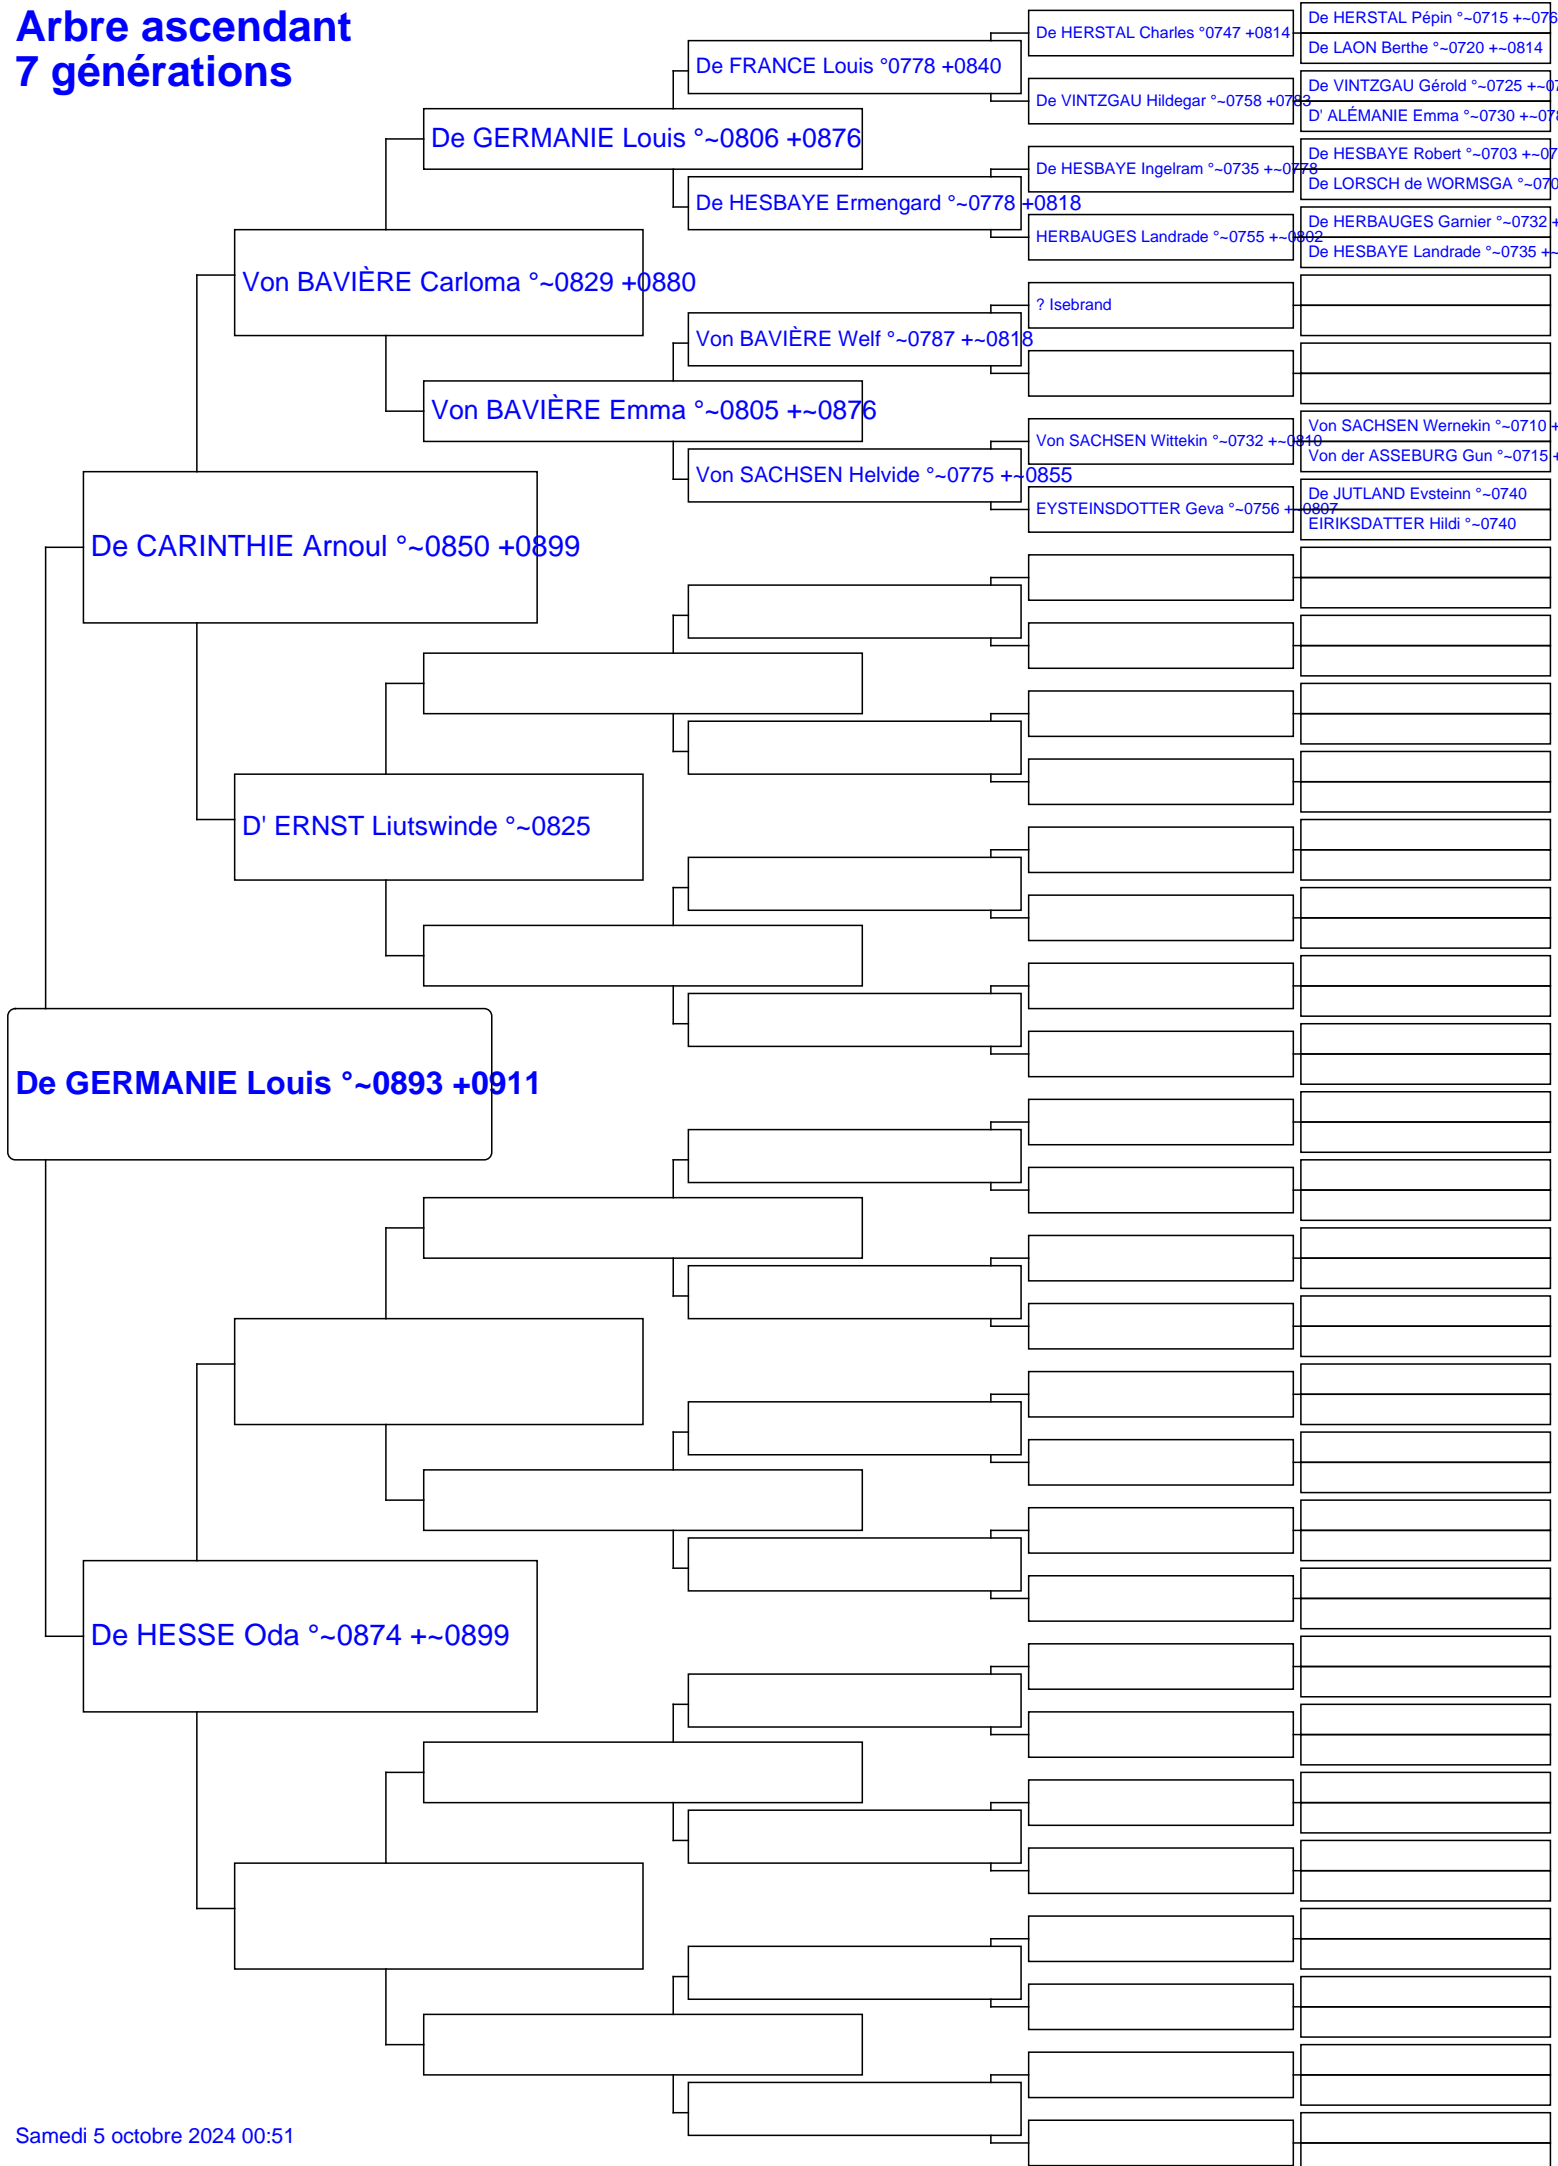 Arbre ascendant
7 générations
De HERSTAL Charles °0747 +0814
De HERSTAL Pépin °~0715 +~076
De LAON Berthe °~0720 +~0814
De FRANCE Louis °0778 +0840
De VINTZGAU Hildegar °~0758 +0783
De VINTZGAU Gérold °~0725 +~07
D' ALÉMANIE Emma °~0730 +~078
De GERMANIE Louis °~0806 +0876
De HESBAYE Ingelram °~0735 +~0778
De HESBAYE Robert °~0703 +~07
De LORSCH de WORMSGA °~070
De HESBAYE Ermengard °~0778 +0818
HERBAUGES Landrade °~0755 +~0802
De HERBAUGES Garnier °~0732 +
De HESBAYE Landrade °~0735 +~
Von BAVIÈRE Carloma °~0829 +0880
? Isebrand
Von BAVIÈRE Welf °~0787 +~0818
Von BAVIÈRE Emma °~0805 +~0876
Von SACHSEN Wittekin °~0732 +~0810
Von SACHSEN Wernekin °~0710 +
Von der ASSEBURG Gun °~0715 +
Von SACHSEN Helvide °~0775 +~0855
EYSTEINSDOTTER Geva °~0756 +~0807
De JUTLAND Evsteinn °~0740
EIRIKSDATTER Hildi °~0740
De CARINTHIE Arnoul °~0850 +0899
D' ERNST Liutswinde °~0825
De GERMANIE Louis °~0893 +0911
De HESSE Oda °~0874 +~0899
Samedi 5 octobre 2024 00:51